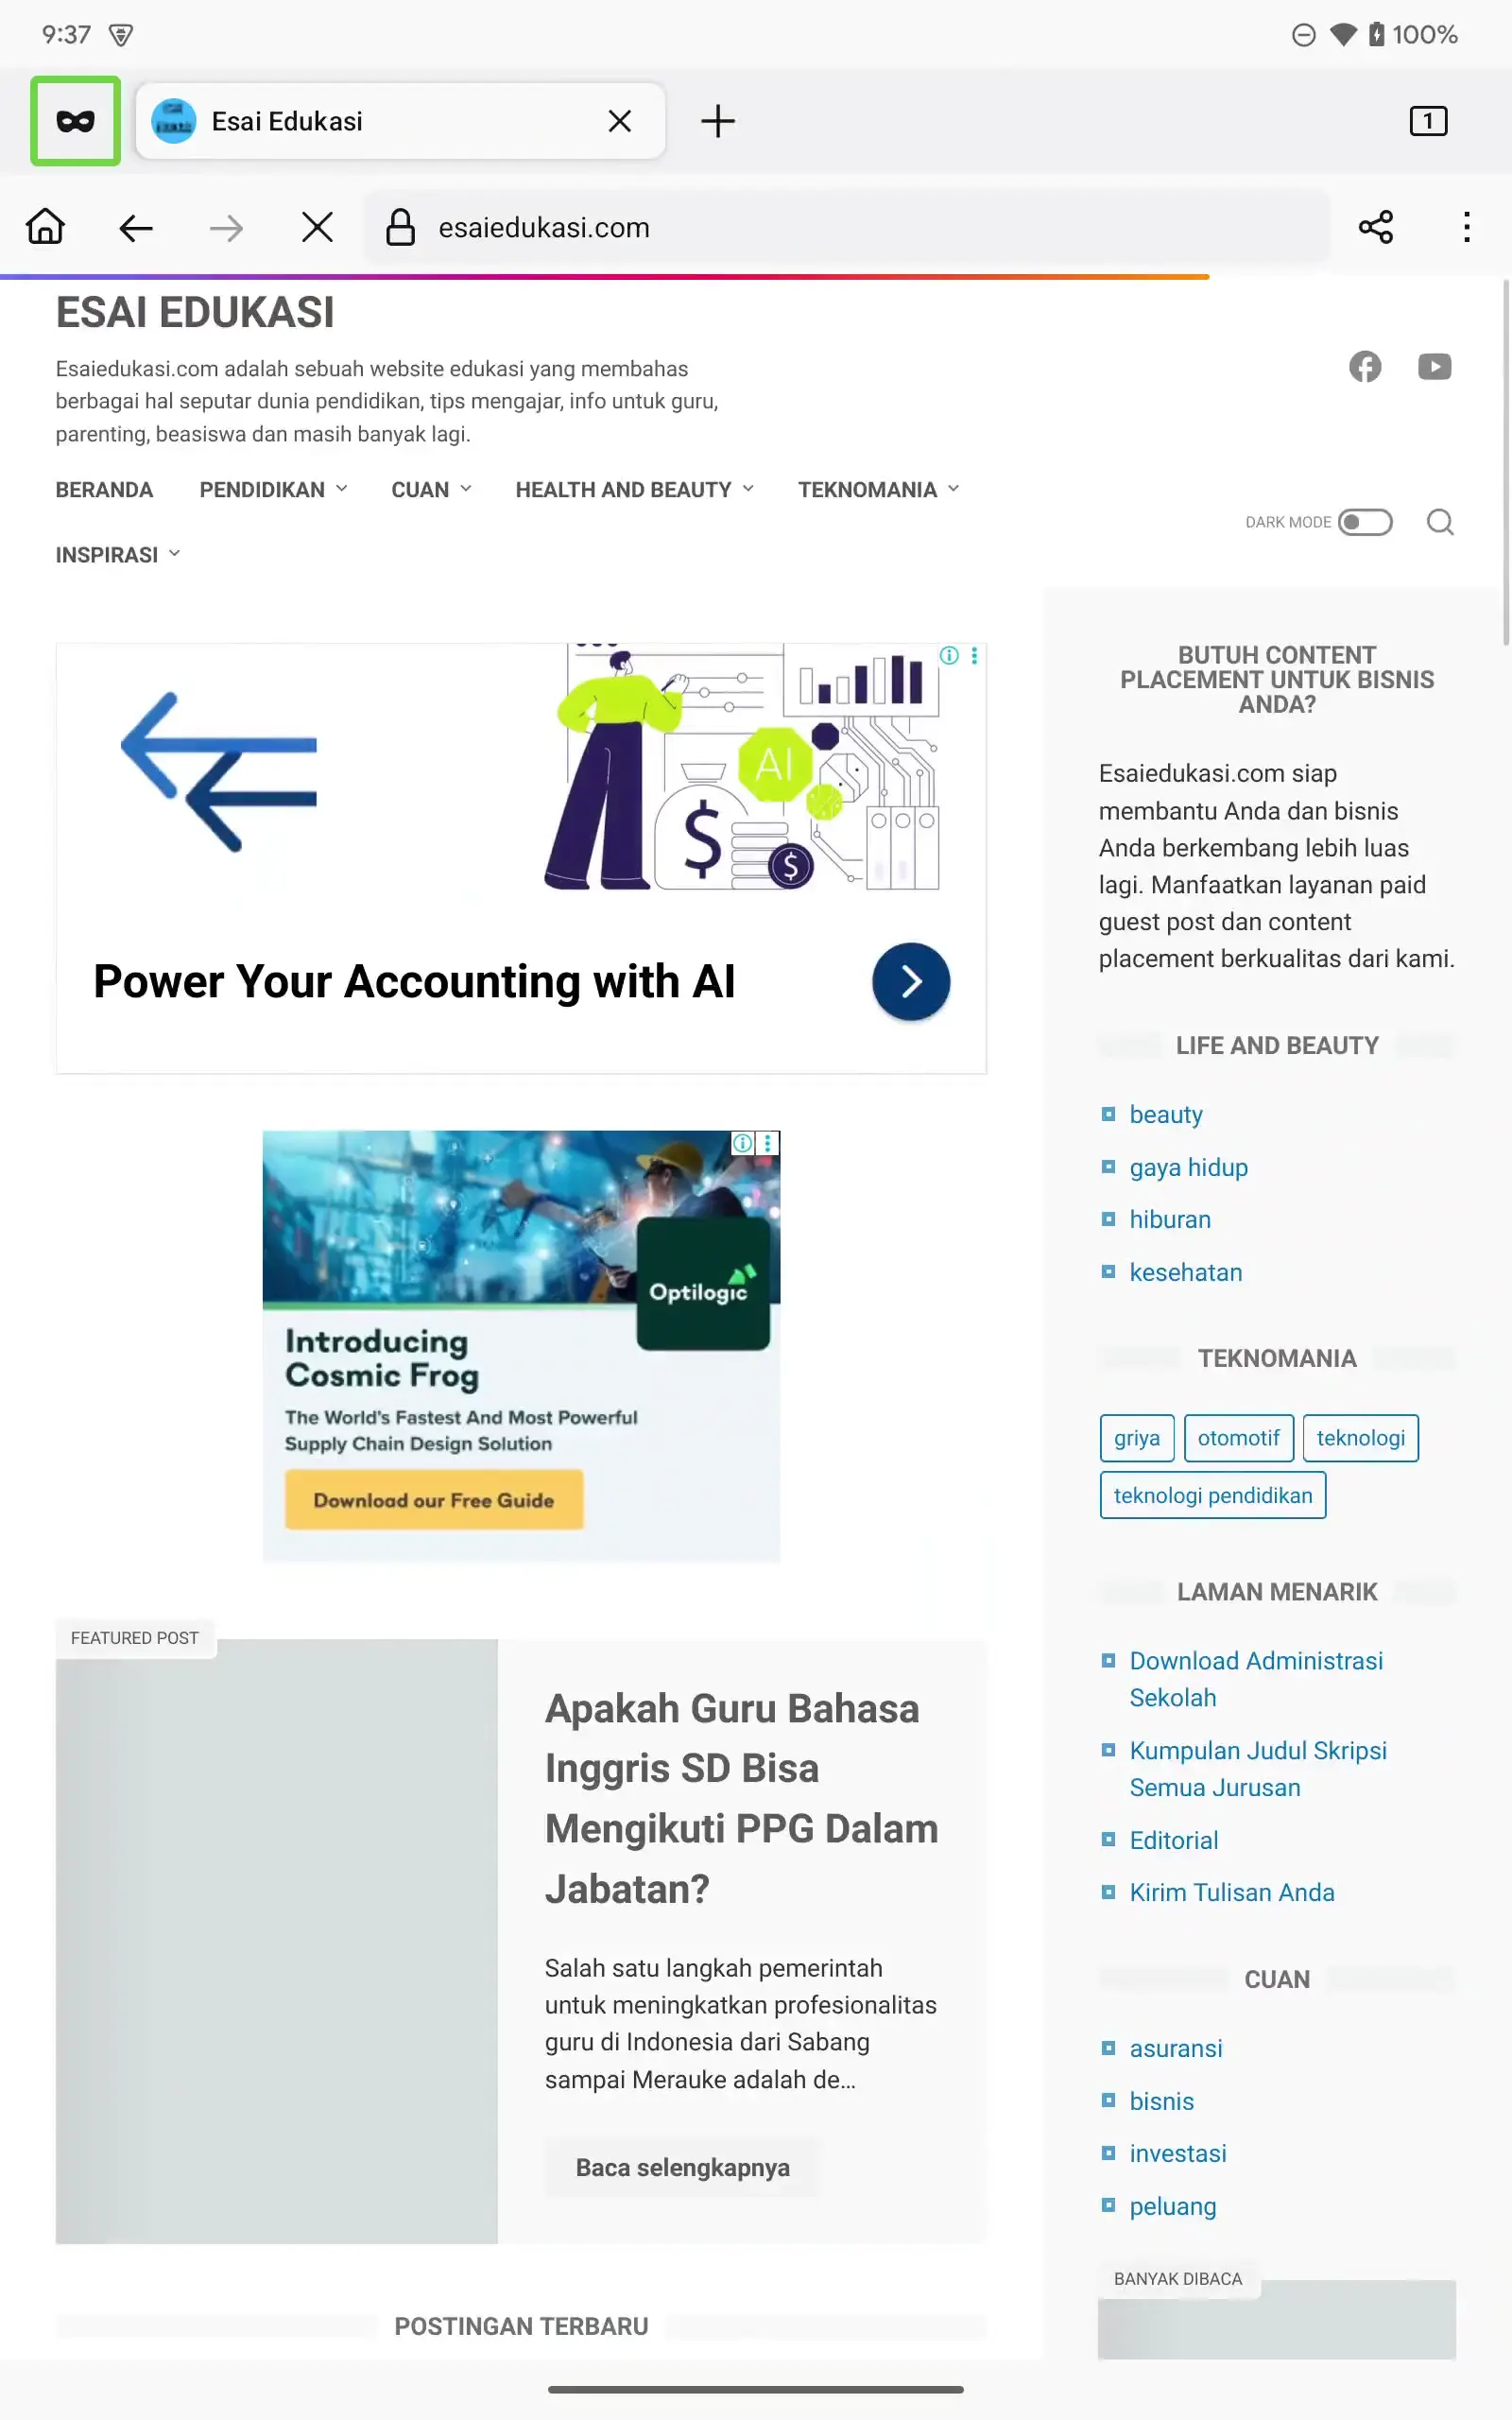 9:37
100%
Esai Edukasi
1
esaiedukasi.com
ESAI EDUKASI
Esaiedukasi.com adalah sebuah website edukasi yang membahas
berbagai hal seputar dunia pendidikan, tips mengajar, info untuk guru,
parenting, beasiswa dan masih banyak lagi.
BERANDA PENDIDIKAN CUAN HEALTH AND BEAUTY TEKNOMANIA
INSPIRASI
DARK MODE
AI
$
$
Power Your Accounting with AI
Optilogic
Introducing
Cosmic Frog
The World's Fastest And Most Powerful
Supply Chain Design Solution
Download our Free Guide
FEATURED POST
Apakah Guru Bahasa
Inggris SD Bisa
Mengikuti PPG Dalam
Jabatan?
Salah satu langkah pemerintah
untuk meningkatkan profesionalitas
guru di Indonesia dari Sabang
sampai Merauke adalah de…
Baca selengkapnya
POSTINGAN TERBARU
BUTUH CONTENT
PLACEMENT UNTUK BISNIS
ANDA?
Esaiedukasi.com siap
membantu Anda dan bisnis
Anda berkembang lebih luas
lagi. Manfaatkan layanan paid
guest post dan content
placement berkualitas dari kami.
LIFE AND BEAUTY
beauty
gaya hidup
hiburan
kesehatan
TEKNOMANIA
griya otomotif teknologi
teknologi pendidikan
LAMAN MENARIK
Download Administrasi
Sekolah
Kumpulan Judul Skripsi
Semua Jurusan
Editorial
Kirim Tulisan Anda
CUAN
asuransi
bisnis
investasi
peluang
BANYAK DIBACA